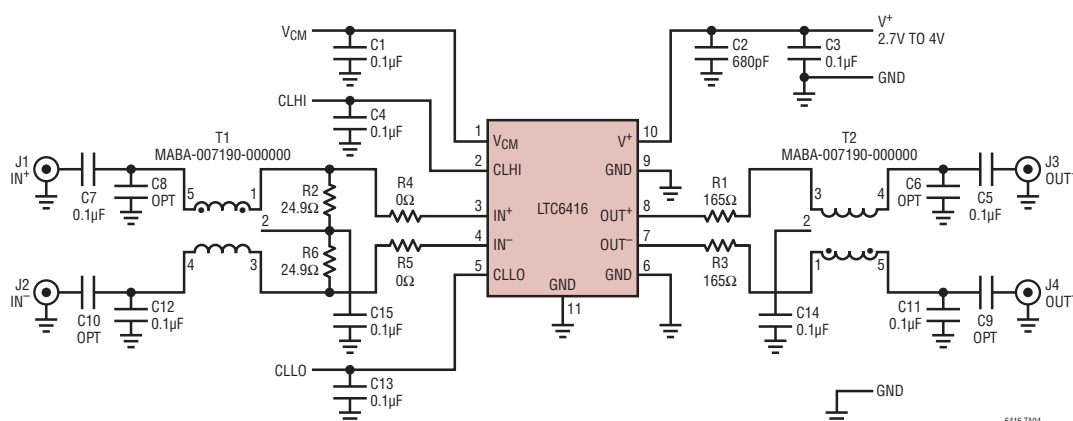 VCM
C1
0.1µF
CLHI
C4
0.1µF
V+
2.7V TO 4V
C2
680pF
C3
0.1µF
GND
T1
MABA-007190-000000
J1
IN+
C7
0.1µF
C8
OPT
5
1
2
4
3
R2
24.9Ω
R6
24.9Ω
R4
0Ω
R5
0Ω
J2
IN–
C10
OPT
C12
0.1µF
C15
0.1µF
CLLO
C13
0.1µF
1
VCM
2
CLHI
3
IN+
4
IN–
5
CLLO
LTC6416
10
V+
9
GND
8
OUT+
7
OUT–
6
GND
GND
11
R1
165Ω
R3
165Ω
T2
MABA-007190-000000
3
4
2
1
5
C14
0.1µF
C6
OPT
C5
0.1µF
J3
OUT
C11
0.1µF
C9
OPT
J4
OUT
GND
6416 TA04